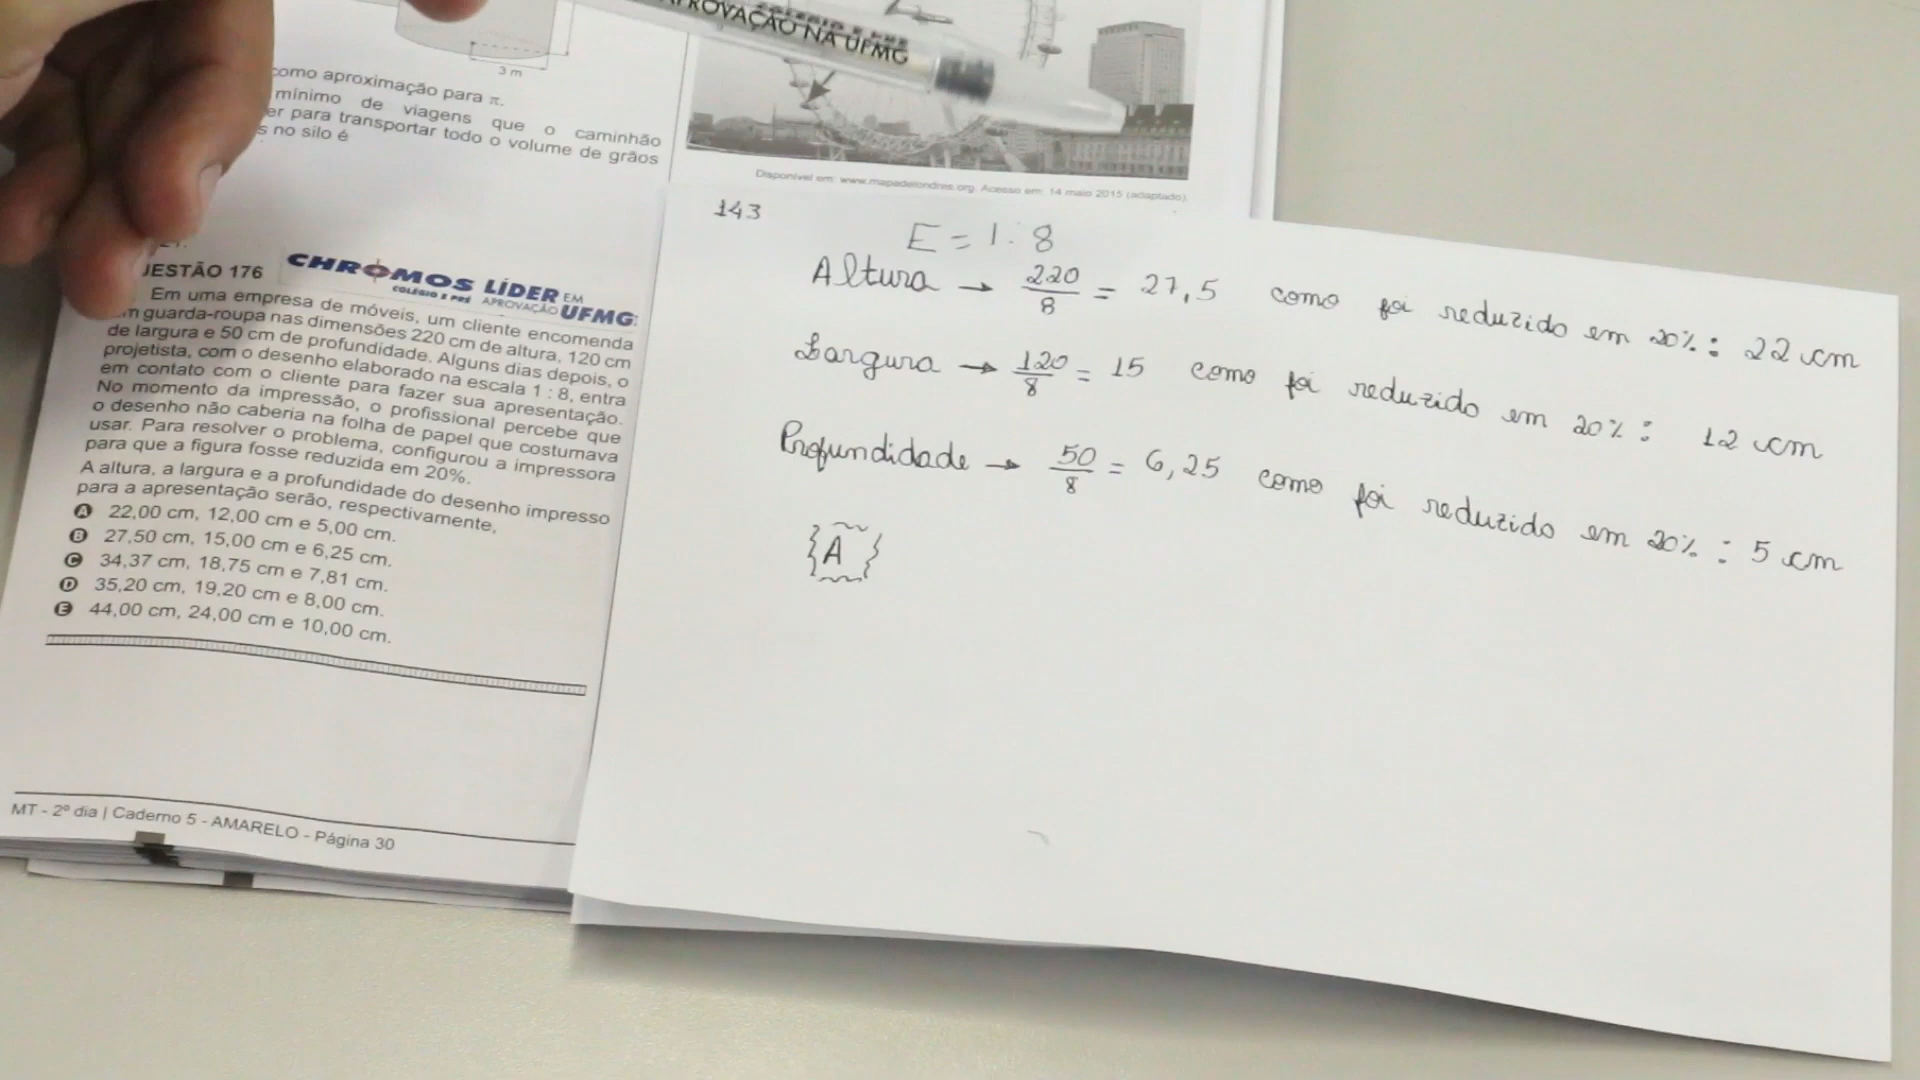 APROVAÇÃO NA UFMG
3 m
como aproximação para π.
mínimo de viagens que o caminhão
er para transportar todo o volume de grãos
s no silo é
Disponível em: www.mapadelondres.org. Acesso em: 14 maio 2015 (adaptado).
JESTÃO 176
CHROMOS LÍDER EM
COLÉGIO E PRÉ APROVAÇÃO UFMG
Em uma empresa de móveis, um cliente encomenda
m guarda-roupa nas dimensões 220 cm de altura, 120 cm
de largura e 50 cm de profundidade. Alguns dias depois, o
projetista, com o desenho elaborado na escala 1 : 8, entra
em contato com o cliente para fazer sua apresentação.
No momento da impressão, o profissional percebe que
o desenho não caberia na folha de papel que costumava
usar. Para resolver o problema, configurou a impressora
para que a figura fosse reduzida em 20%.
A altura, a largura e a profundidade do desenho impresso
para a apresentação serão, respectivamente,
A 22,00 cm, 12,00 cm e 5,00 cm.
B 27,50 cm, 15,00 cm e 6,25 cm.
C 34,37 cm, 18,75 cm e 7,81 cm.
D 35,20 cm, 19,20 cm e 8,00 cm.
E 44,00 cm, 24,00 cm e 10,00 cm.
MT - 2º dia | Caderno 5 - AMARELO - Página 30
143
E = 1:8
Altura → 220/8 = 27,5 como foi reduzido em 20% : 22 cm
Largura → 120/8 = 15 como foi reduzido em 20% : 12 cm
Profundidade → 50/8 = 6,25 como foi reduzido em 20% : 5 cm
{A}